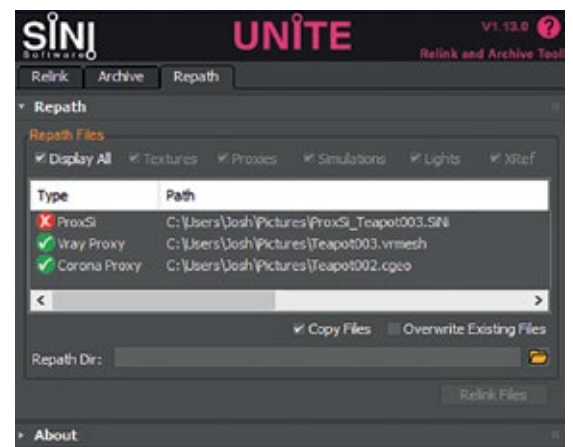 SiNi UNITE V1.13.0 ?
Software Relink and Archive Tooll
Relink Archive Repath
Repath
Repath Files
Display All Textures Proxies Simulations Lights XRef
Type Path
ProxSi C:\Users\Josh\Pictures\ProxSi_Teapot003.SiNi
Vray Proxy C:\Users\Josh\Pictures\Teapot003.vrmesh
Corona Proxy C:\Users\Josh\Pictures\Teapot002.cgeo
Copy Files Overwrite Existing Files
Repath Dir:
Relink Files
About